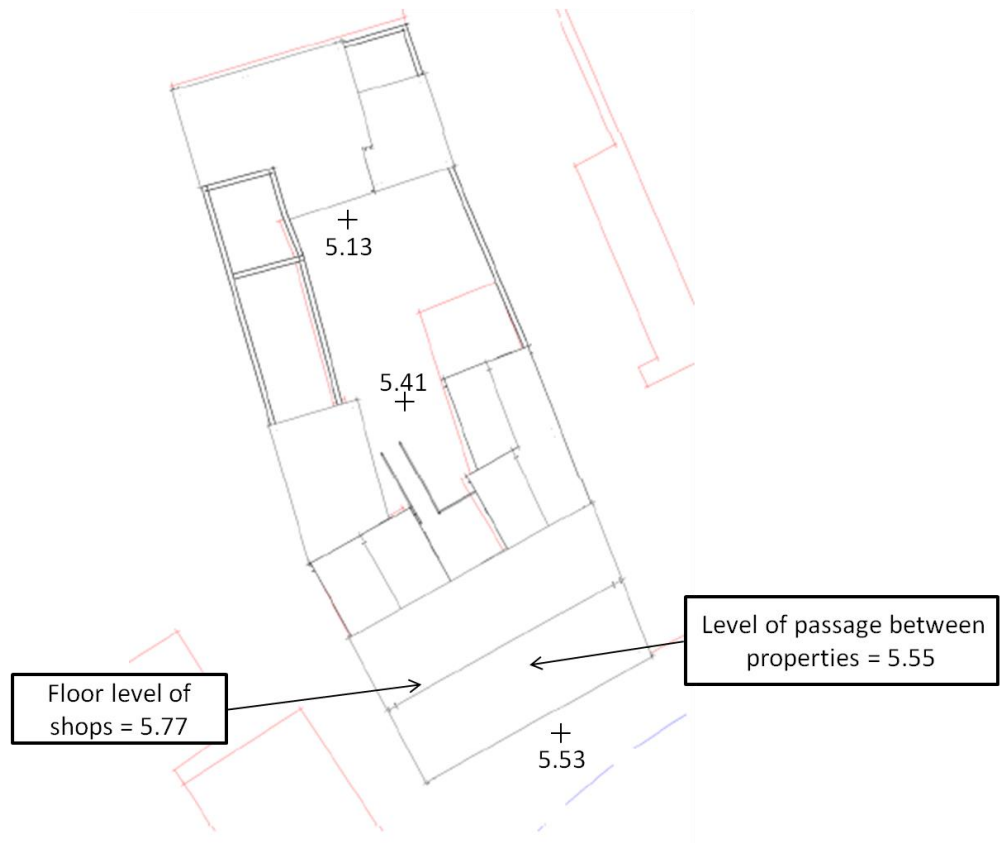 5.13
5.41
Level of passage between
properties = 5.55
Floor level of
shops = 5.77
5.53